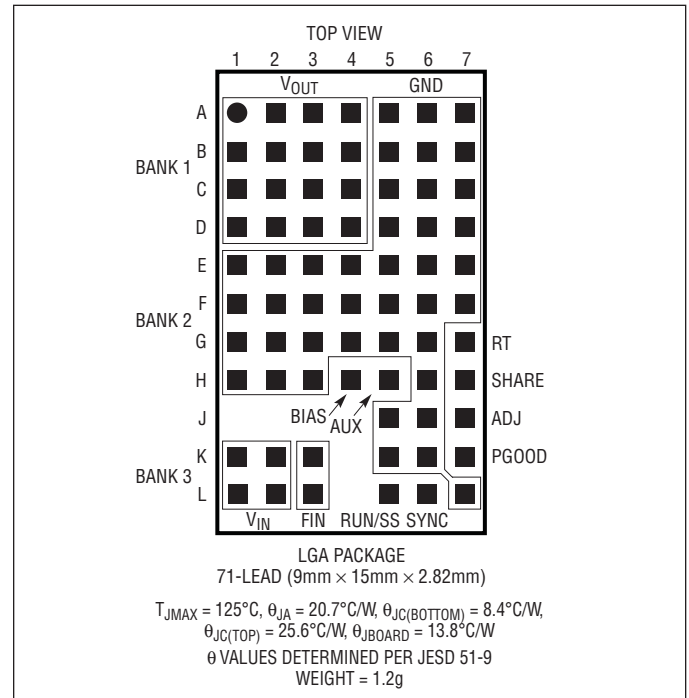 TOP VIEW
1 2 3 4 5 6 7
VOUT GND
A
B
BANK 1
C
D
E
F
BANK 2
G RT
H SHARE
J BIAS AUX ADJ
K PGOOD
BANK 3
L
VIN FIN RUN/SS SYNC
LGA PACKAGE
71-LEAD (9mm × 15mm × 2.82mm)
TJMAX = 125°C, θJA = 20.7°C/W, θJC(BOTTOM) = 8.4°C/W,
θJC(TOP) = 25.6°C/W, θJBOARD = 13.8°C/W
θ VALUES DETERMINED PER JESD 51-9
WEIGHT = 1.2g